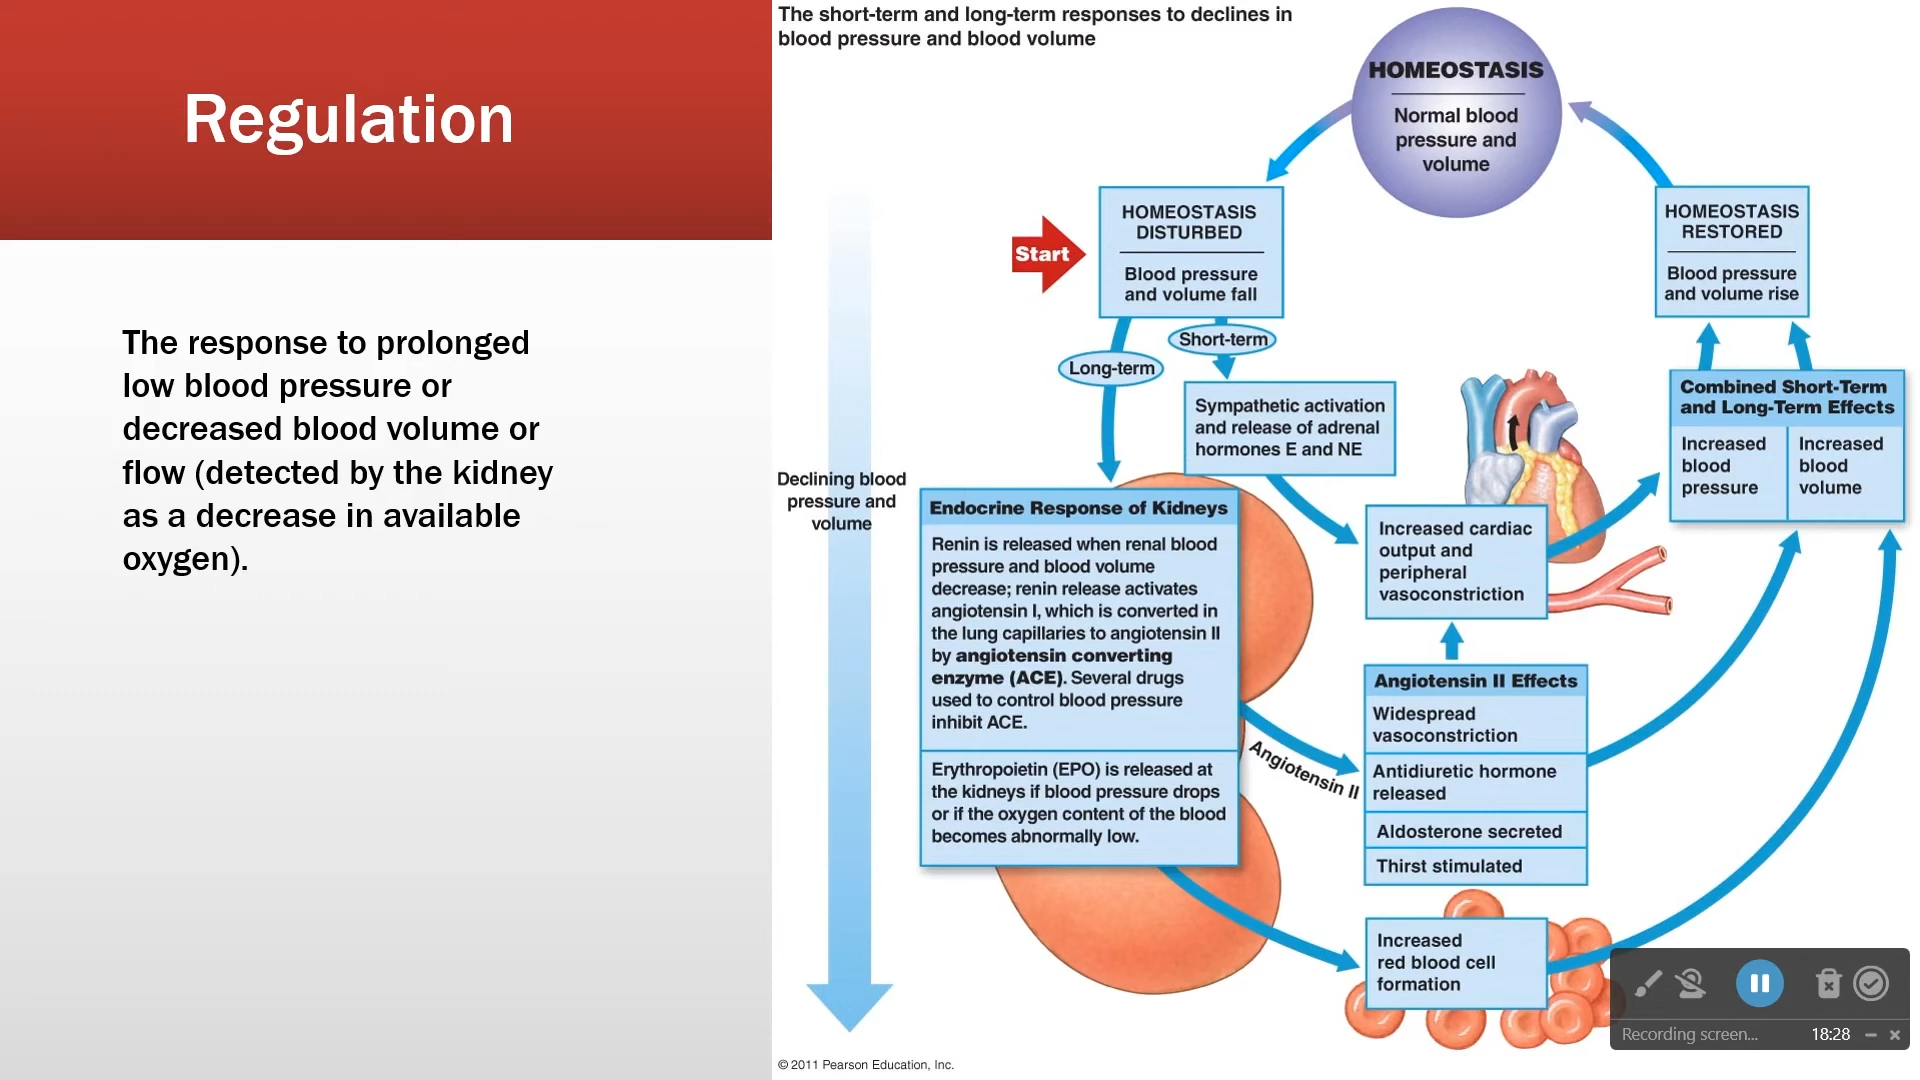 Regulation
The response to prolonged
low blood pressure or
decreased blood volume or
flow (detected by the kidney
as a decrease in available
oxygen).
The short-term and long-term responses to declines in
blood pressure and blood volume
HOMEOSTASIS
Normal blood
pressure and
volume
Start
HOMEOSTASIS
DISTURBED
Blood pressure
and volume fall
HOMEOSTASIS
RESTORED
Blood pressure
and volume rise
Short-term
Long-term
Sympathetic activation
and release of adrenal
hormones E and NE
Combined Short-Term
and Long-Term Effects
Increased
blood
pressure
Increased
blood
volume
Declining blood
pressure and
volume
Endocrine Response of Kidneys
Renin is released when renal blood
pressure and blood volume
decrease; renin release activates
angiotensin I, which is converted in
the lung capillaries to angiotensin II
by angiotensin converting
enzyme (ACE). Several drugs
used to control blood pressure
inhibit ACE.
Erythropoietin (EPO) is released at
the kidneys if blood pressure drops
or if the oxygen content of the blood
becomes abnormally low.
Increased cardiac
output and
peripheral
vasoconstriction
Angiotensin II
Angiotensin II Effects
Widespread
vasoconstriction
Antidiuretic hormone
released
Aldosterone secreted
Thirst stimulated
Increased
red blood cell
formation
Recording screen...
18:28
© 2011 Pearson Education, Inc.